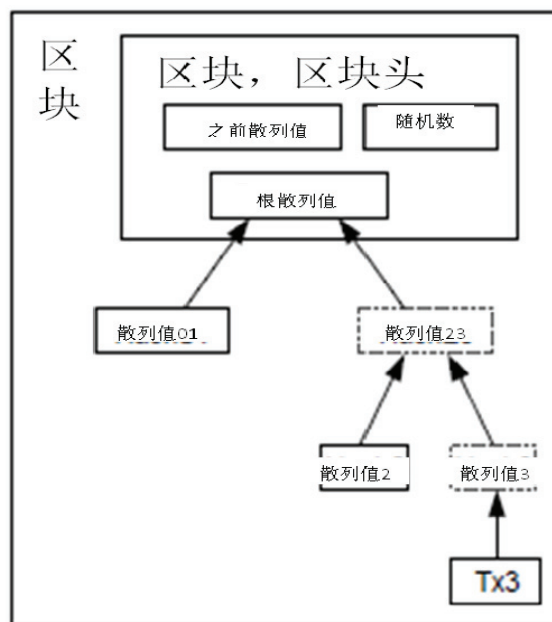 区
块
区块，区块头
之前散列值
随机数
根散列值
散列值01
散列值23
散列值2
散列值3
Tx3